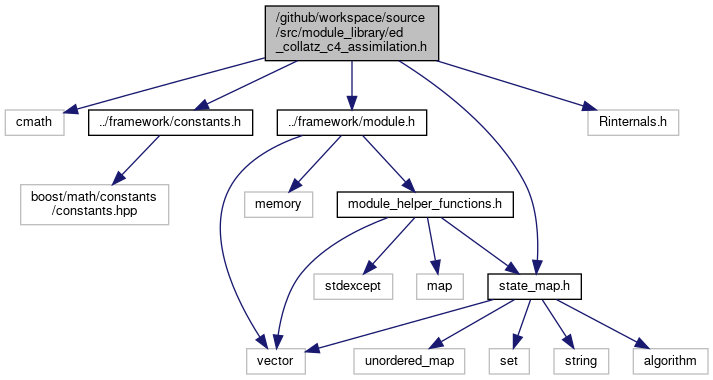 /github/workspace/source
/src/module_library/ed
_collatz_c4_assimilation.h
cmath
../framework/constants.h
../framework/module.h
Rinternals.h
boost/math/constants
/constants.hpp
memory
module_helper_functions.h
stdexcept
map
state_map.h
vector
unordered_map
set
string
algorithm